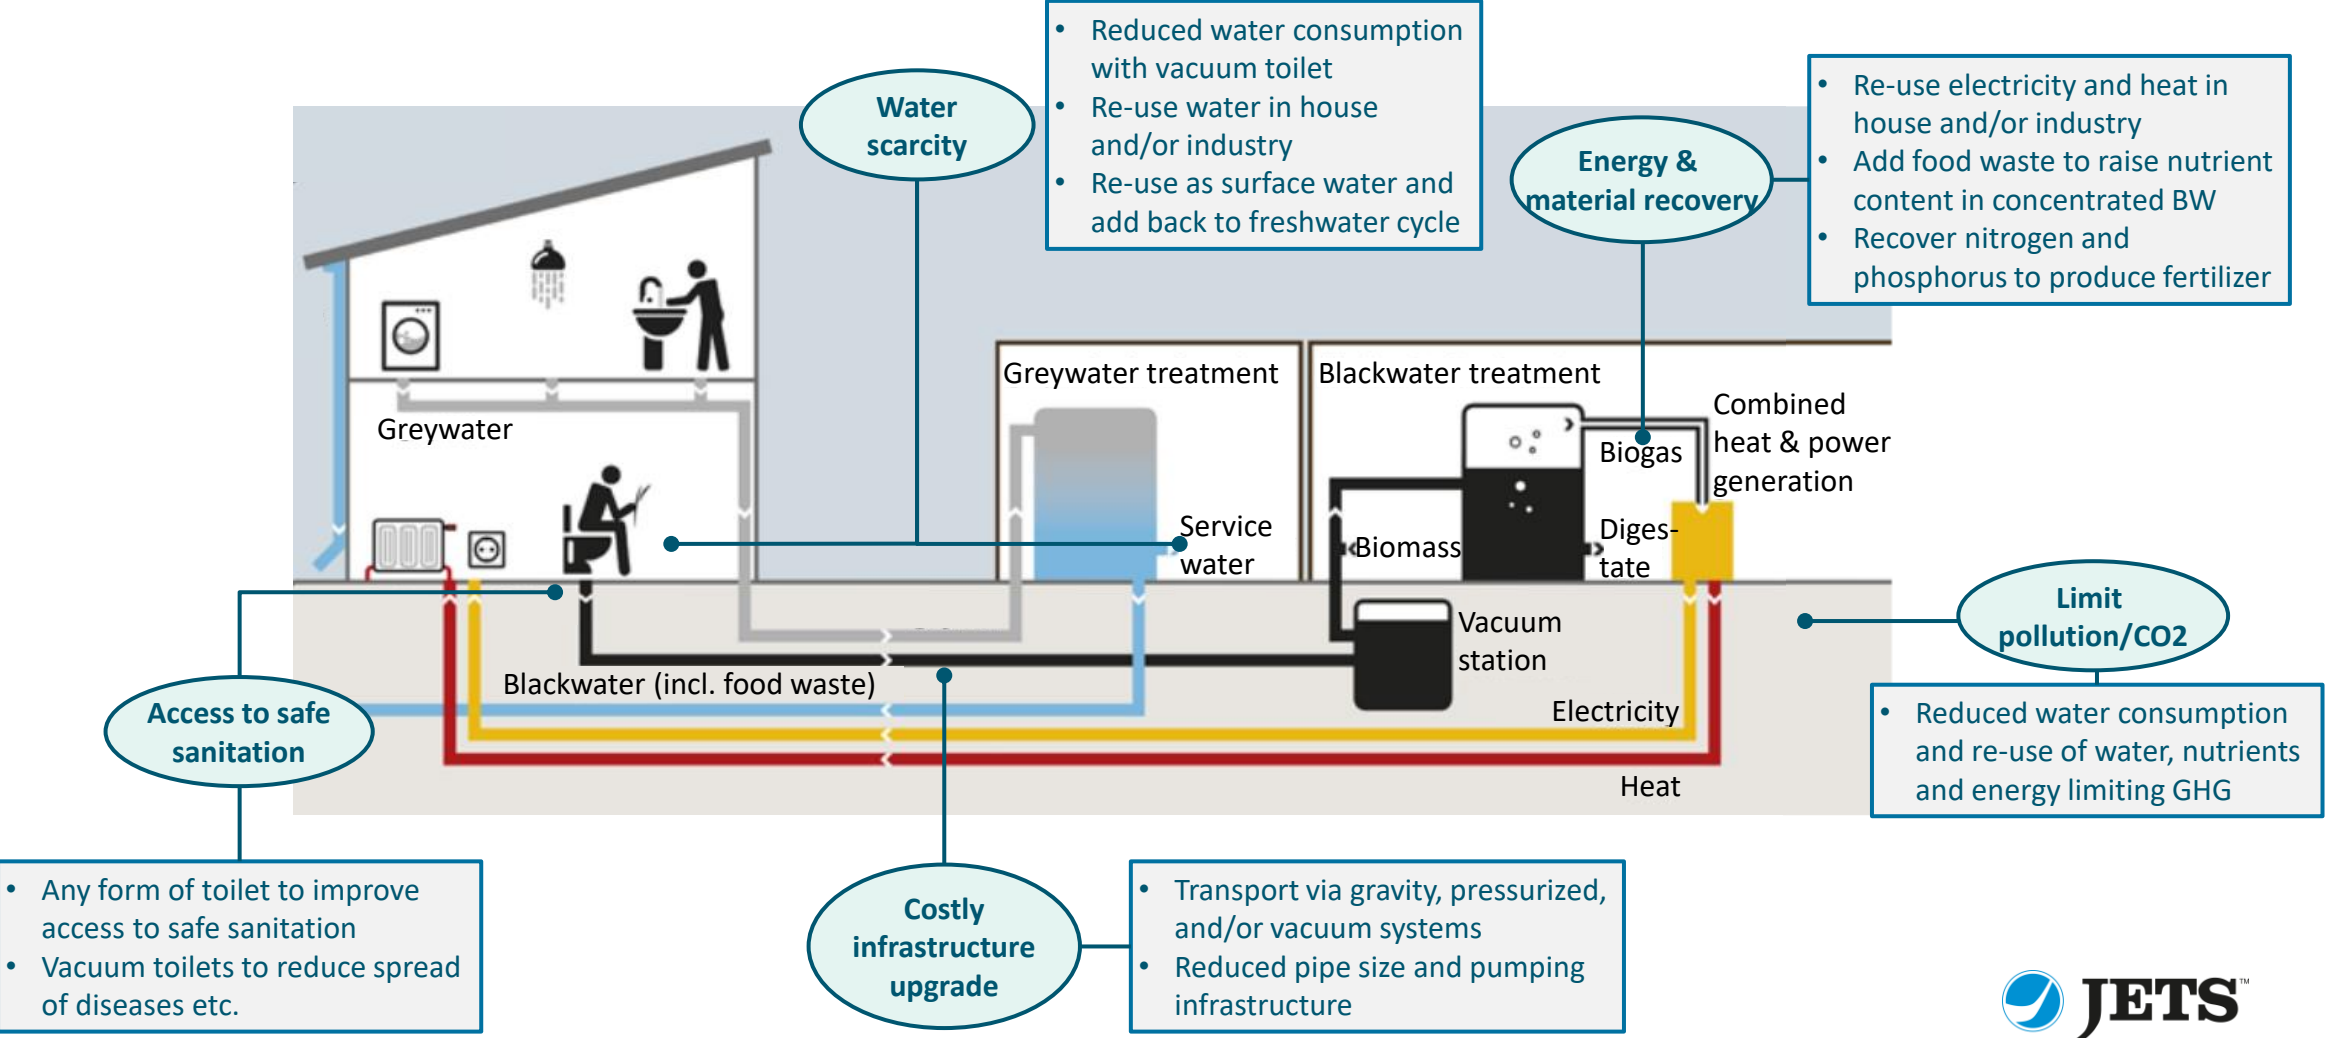 • Reduced water consumption
with vacuum toilet
• Re-use water in house
and/or industry
• Re-use as surface water and
add back to freshwater cycle
Water
scarcity
• Re-use electricity and heat in
house and/or industry
• Add food waste to raise nutrient
content in concentrated BW
• Recover nitrogen and
phosphorus to produce fertilizer
Energy &
material recovery
Greywater treatment
Blackwater treatment
Combined
heat & power
generation
Greywater
Biogas
Service
water
Biomass
Diges-
tate
Vacuum
station
Limit
pollution/CO2
Blackwater (incl. food waste)
Electricity
Heat
• Reduced water consumption
and re-use of water, nutrients
and energy limiting GHG
Access to safe
sanitation
• Any form of toilet to improve
access to safe sanitation
• Vacuum toilets to reduce spread
of diseases etc.
Costly
infrastructure
upgrade
• Transport via gravity, pressurized,
and/or vacuum systems
• Reduced pipe size and pumping
infrastructure
JETS™